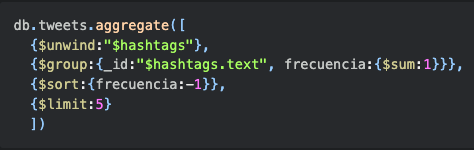 db.tweets.aggregate([
{$unwind:"$hashtags"},
{$group:{_id:"$hashtags.text", frecuencia:{$sum:1}}},
{$sort:{frecuencia:-1}},
{$limit:5}
])